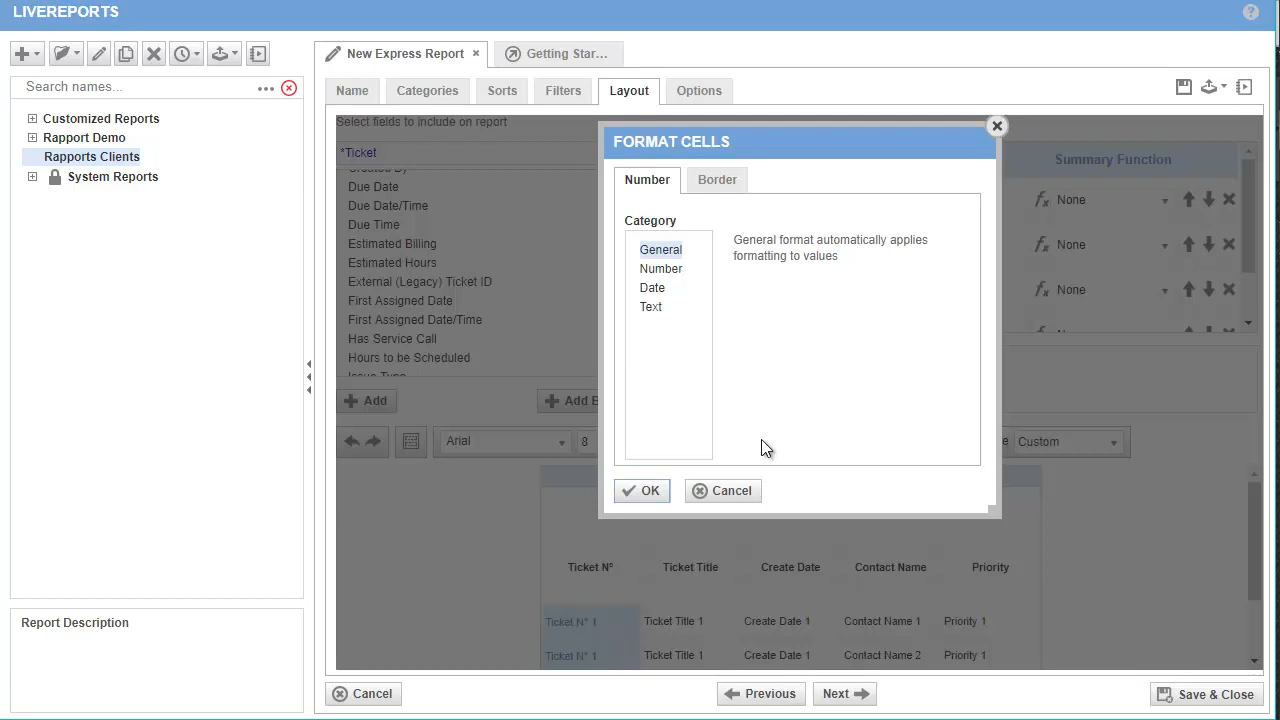 LIVEREPORTS
New Express Report
Getting Star...
Search names...
Name
Categories
Sorts
Filters
Layout
Options
Customized Reports
Rapport Demo
Rapports Clients
System Reports
Select fields to include on report
*Ticket
Created By
Due Date
Due Date/Time
Due Time
Estimated Billing
Estimated Hours
External (Legacy) Ticket ID
First Assigned Date
First Assigned Date/Time
Has Service Call
Hours to be Scheduled
Issue Type
Summary Function
None
None
None
FORMAT CELLS
Number
Border
Category
General
Number
Date
Text
General format automatically applies
formatting to values
OK
Cancel
Add
Add B
Arial
8
e Custom
Ticket N°
Ticket Title
Create Date
Contact Name
Priority
Ticket N° 1
Ticket Title 1
Create Date 1
Contact Name 1
Priority 1
Ticket N° 1
Ticket Title 1
Create Date 1
Contact Name 2
Priority 1
Report Description
Cancel
Previous
Next
Save & Close